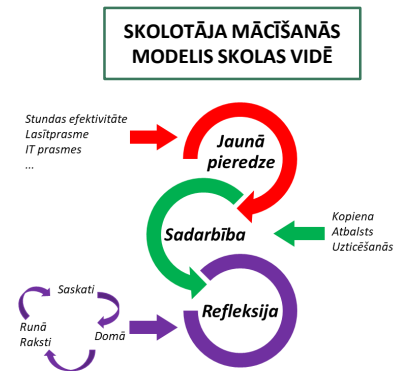 SKOLOTĀJA MĀCĪŠANĀS
MODELIS SKOLAS VIDĒ
Stundas efektivitāte
Lasītprasme
IT prasmes
...
Jaunā
pieredze
Sadarbība
Kopiena
Atbalsts
Uzticēšanās
Refleksija
Saskati
Domā
Runā
Raksti